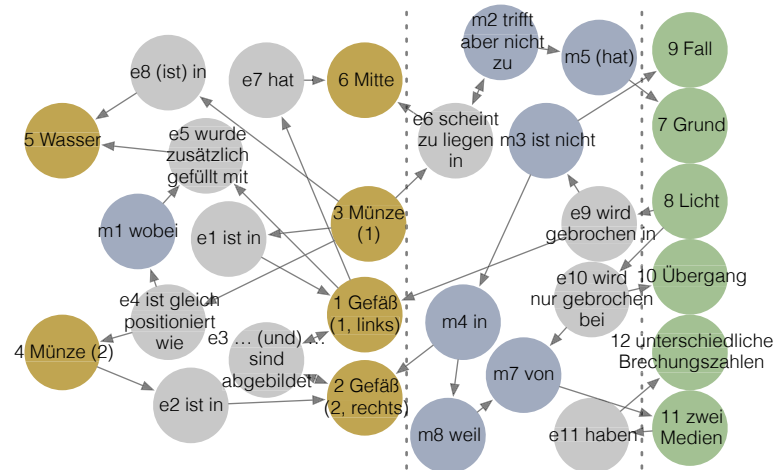 m2 trifft
aber nicht
zu
m5 (hat)
9 Fall
e8 (ist) in
e7 hat
6 Mitte
e6 scheint
zu liegen
in
m3 ist nicht
7 Grund
5 Wasser
e5 wurde
zusätzlich
gefüllt mit
m1 wobei
e1 ist in
3 Münze
(1)
e9 wird
gebrochen in
8 Licht
e4 ist gleich
positioniert
wie
1 Gefäß
(1, links)
e10 wird
nur gebrochen
bei
10 Übergang
4 Münze (2)
e3 ... (und) ...
sind
abgebildet
m4 in
12 unterschiedliche
Brechungszahlen
e2 ist in
2 Gefäß
(2, rechts)
m7 von
m8 weil
e11 haben
11 zwei
Medien